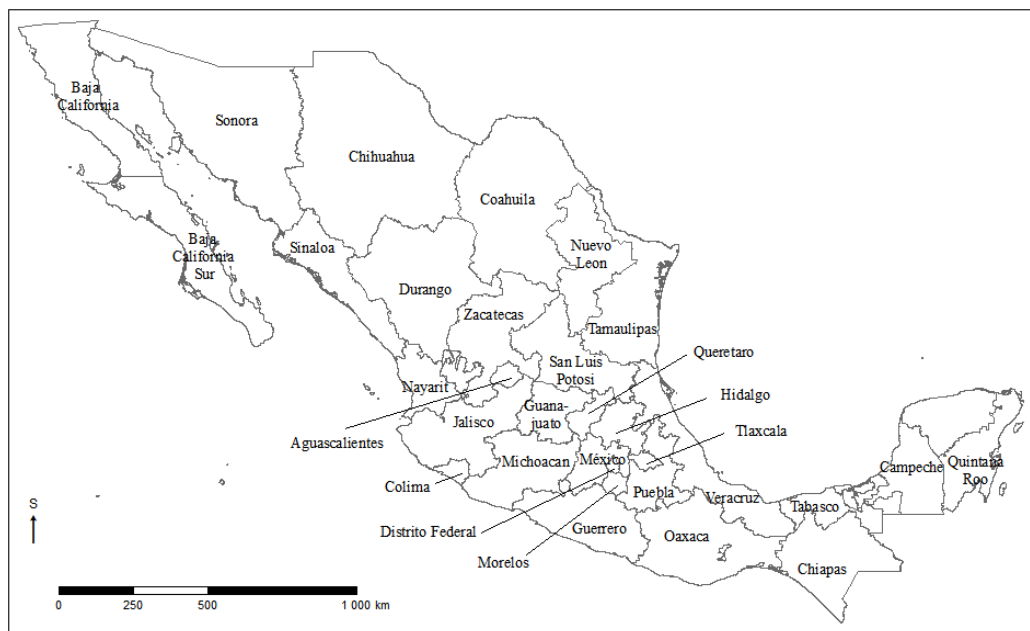 Baja
California
Sonora
Chihuahua
Coahuila
Baja
California
Sur
Sinaloa
Nuevo
Leon
Durango
Zacatecas
Tamaulipas
Queretaro
San Luis
Potosi
Nayarit
Hidalgo
Guana-
juato
Jalisco
Aguascalientes
Tlaxcala
Michoacan
México
Campeche
Quintana
Roo
Colima
Puebla
Veracruz
Tabasco
S
Distrito Federal
Guerrero
Oaxaca
Morelos
Chiapas
0 250 500 1 000 km